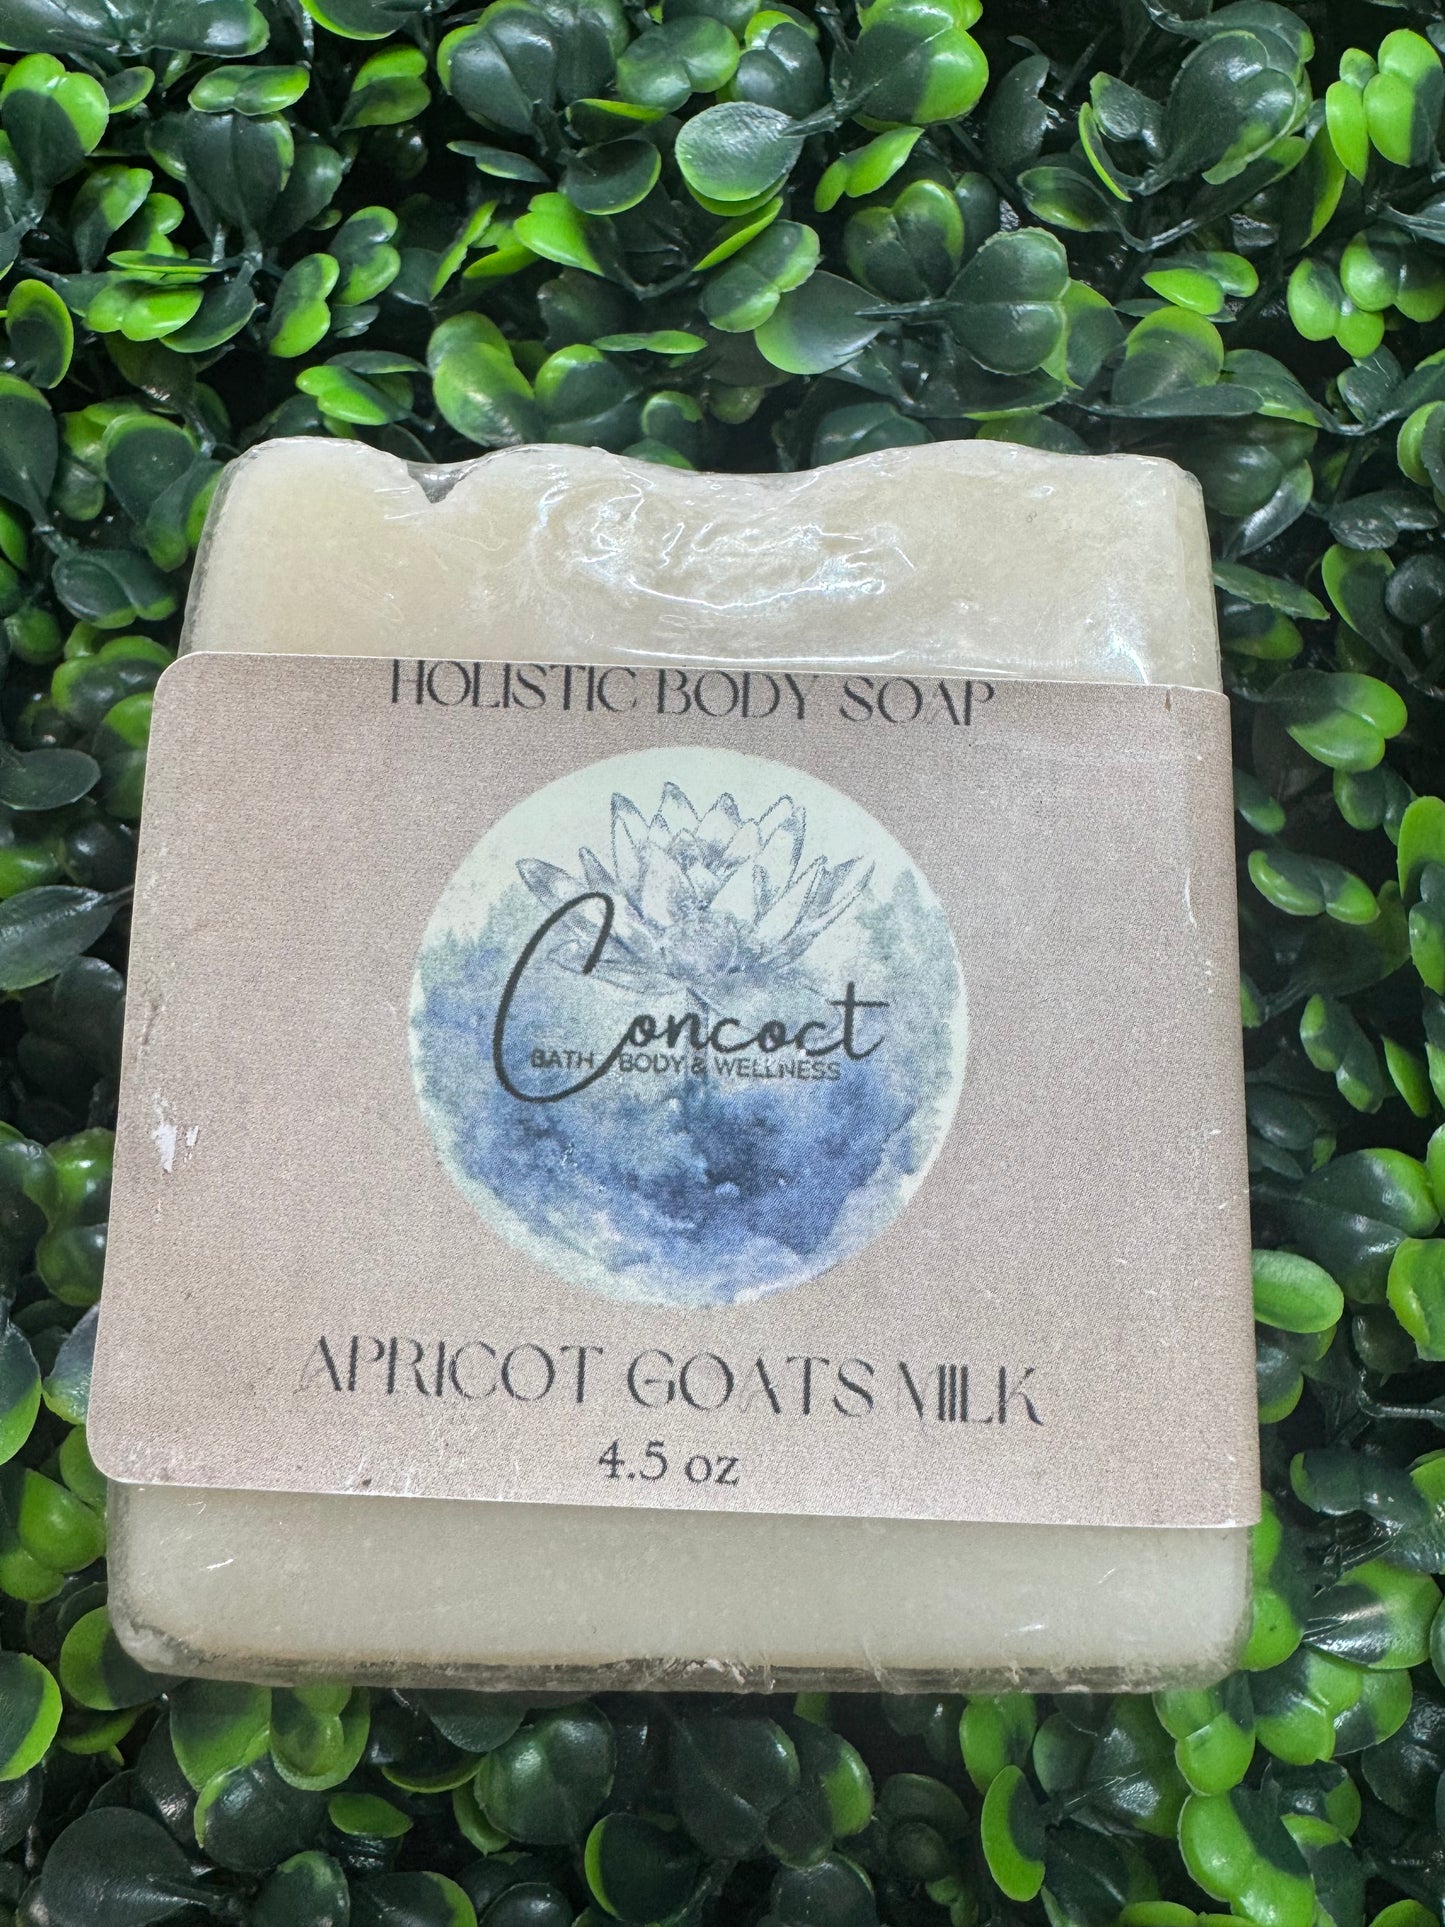 HOLISTIC BODY SOAP
Concoct
BATH, BODY & WELLNESS
APRICOT GOATS MILK
4.5 oz